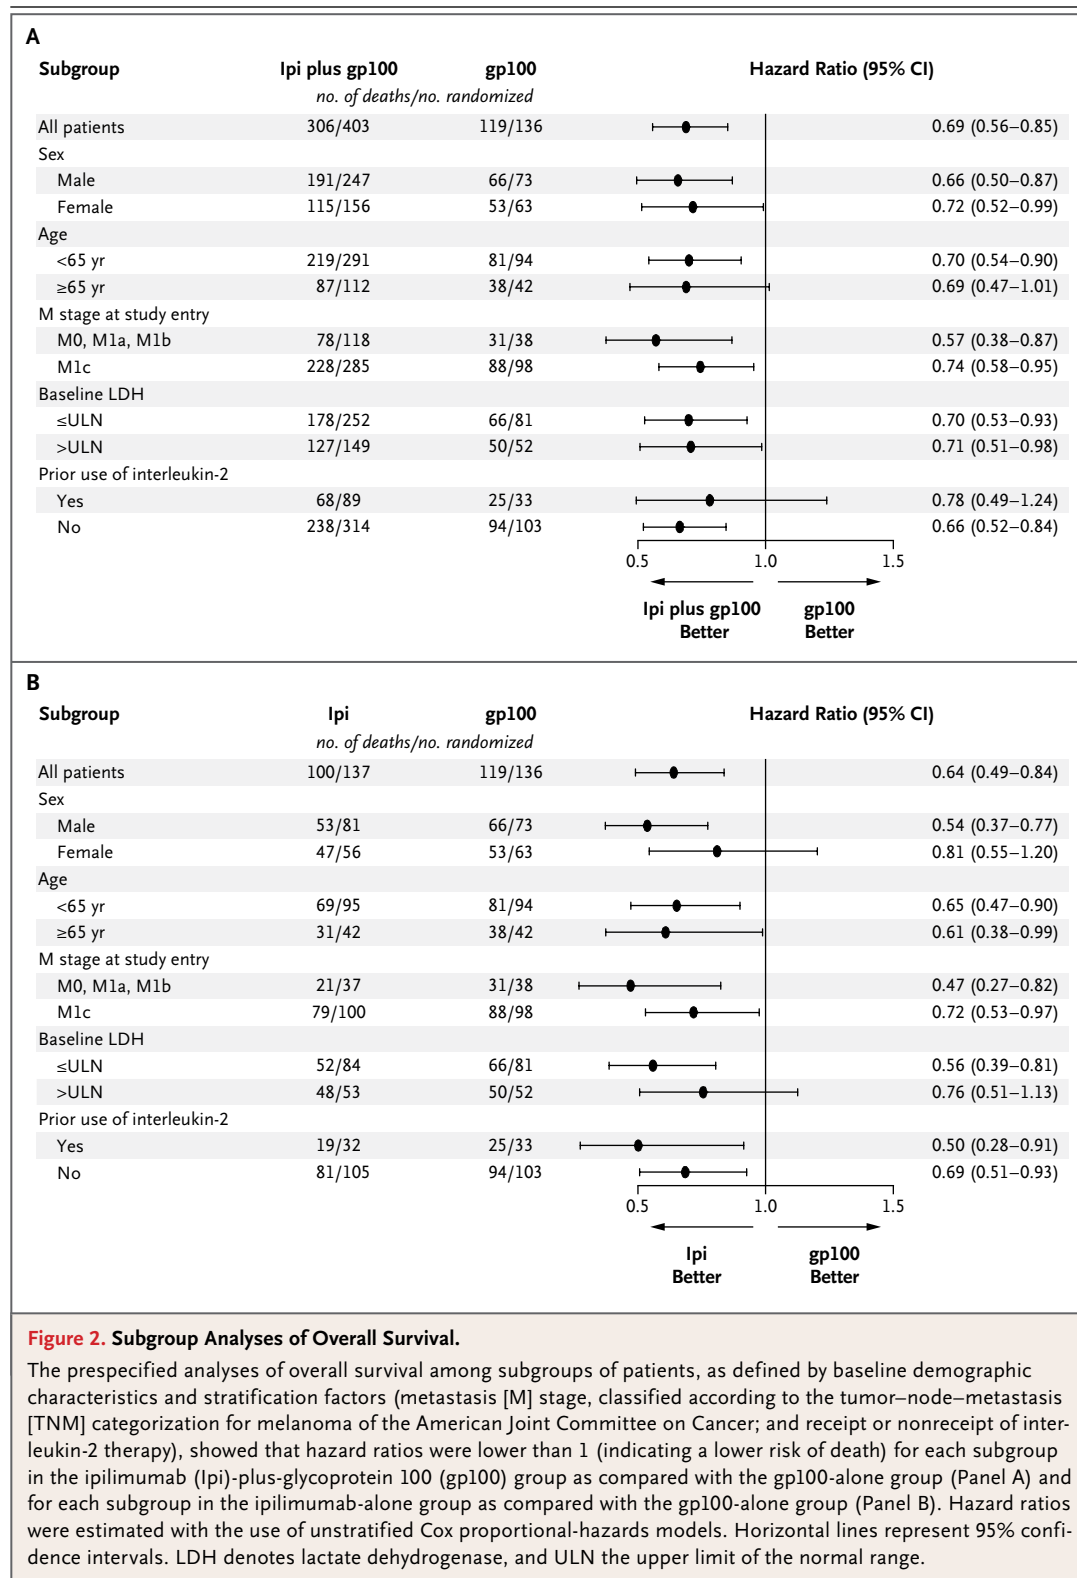 A
Subgroup Ipi plus gp100 gp100 Hazard Ratio (95% CI)
no. of deaths/no. randomized
All patients 306/403 119/136 0.69 (0.56–0.85)
Sex
Male 191/247 66/73 0.66 (0.50–0.87)
Female 115/156 53/63 0.72 (0.52–0.99)
Age
<65 yr 219/291 81/94 0.70 (0.54–0.90)
≥65 yr 87/112 38/42 0.69 (0.47–1.01)
M stage at study entry
M0, M1a, M1b 78/118 31/38 0.57 (0.38–0.87)
M1c 228/285 88/98 0.74 (0.58–0.95)
Baseline LDH
≤ULN 178/252 66/81 0.70 (0.53–0.93)
>ULN 127/149 50/52 0.71 (0.51–0.98)
Prior use of interleukin-2
Yes 68/89 25/33 0.78 (0.49–1.24)
No 238/314 94/103 0.66 (0.52–0.84)
0.5 1.0 1.5
Ipi plus gp100 gp100
Better Better
B
Subgroup Ipi gp100 Hazard Ratio (95% CI)
no. of deaths/no. randomized
All patients 100/137 119/136 0.64 (0.49–0.84)
Sex
Male 53/81 66/73 0.54 (0.37–0.77)
Female 47/56 53/63 0.81 (0.55–1.20)
Age
<65 yr 69/95 81/94 0.65 (0.47–0.90)
≥65 yr 31/42 38/42 0.61 (0.38–0.99)
M stage at study entry
M0, M1a, M1b 21/37 31/38 0.47 (0.27–0.82)
M1c 79/100 88/98 0.72 (0.53–0.97)
Baseline LDH
≤ULN 52/84 66/81 0.56 (0.39–0.81)
>ULN 48/53 50/52 0.76 (0.51–1.13)
Prior use of interleukin-2
Yes 19/32 25/33 0.50 (0.28–0.91)
No 81/105 94/103 0.69 (0.51–0.93)
0.5 1.0 1.5
Ipi gp100
Better Better
Figure 2. Subgroup Analyses of Overall Survival.
The prespecified analyses of overall survival among subgroups of patients, as defined by baseline demographic
characteristics and stratification factors (metastasis [M] stage, classified according to the tumor–node–metastasis
[TNM] categorization for melanoma of the American Joint Committee on Cancer; and receipt or nonreceipt of inter-
leukin-2 therapy), showed that hazard ratios were lower than 1 (indicating a lower risk of death) for each subgroup
in the ipilimumab (Ipi)-plus-glycoprotein 100 (gp100) group as compared with the gp100-alone group (Panel A) and
for each subgroup in the ipilimumab-alone group as compared with the gp100-alone group (Panel B). Hazard ratios
were estimated with the use of unstratified Cox proportional-hazards models. Horizontal lines represent 95% confi-
dence intervals. LDH denotes lactate dehydrogenase, and ULN the upper limit of the normal range.